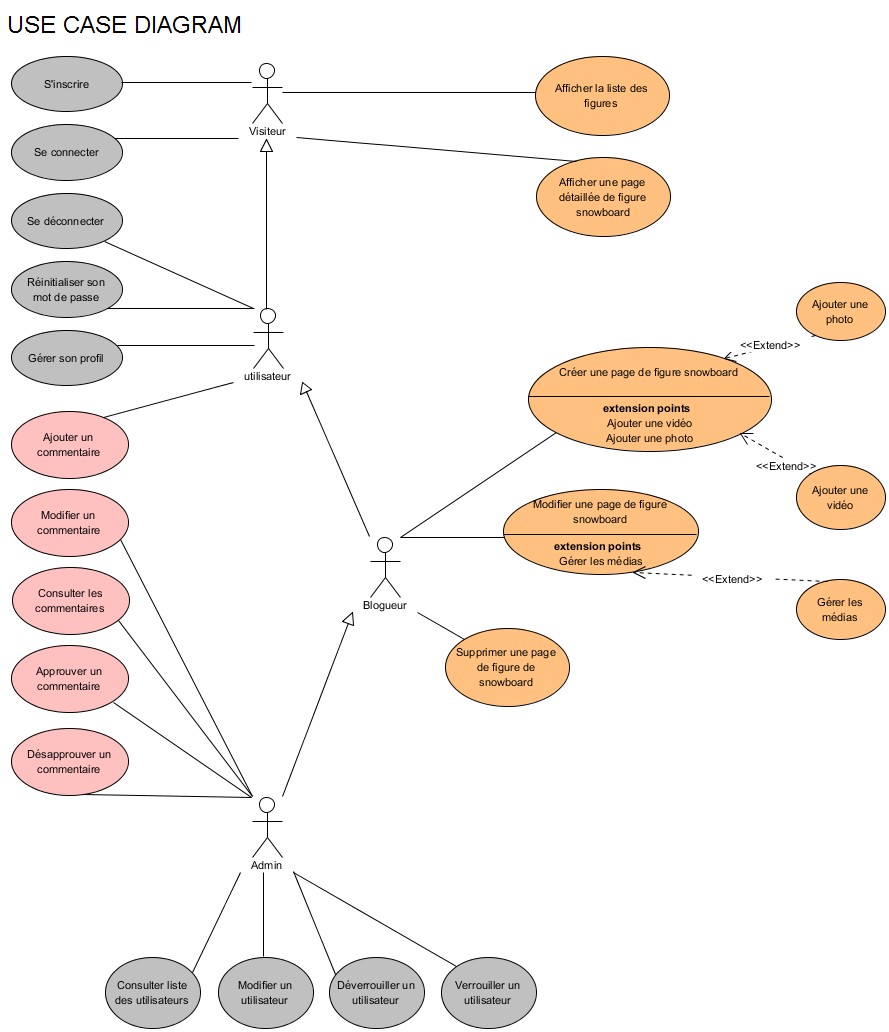 USE CASE DIAGRAM
S'inscrire
Visiteur
Afficher la liste des
figures
Se connecter
Afficher une page
détaillée de figure
snowboard
Se déconnecter
Réinitialiser son
mot de passe
utilisateur
Gérer son profil
Ajouter une
photo
<<Extend>>
Créer une page de figure snowboard
extension points
Ajouter une vidéo
Ajouter une photo
<<Extend>>
Ajouter une
vidéo
Ajouter un
commentaire
Modifier un
commentaire
Modifier une page de figure
snowboard
extension points
Gérer les médias
<<Extend>>
Gérer les
médias
Consulter les
commentaires
Blogueur
Approuver un
commentaire
Supprimer une page
de figure de
snowboard
Désapprouver un
commentaire
Admin
Consulter liste
des utilisateurs
Modifier un
utilisateur
Déverrouiller un
utilisateur
Verrouiller un
utilisateur